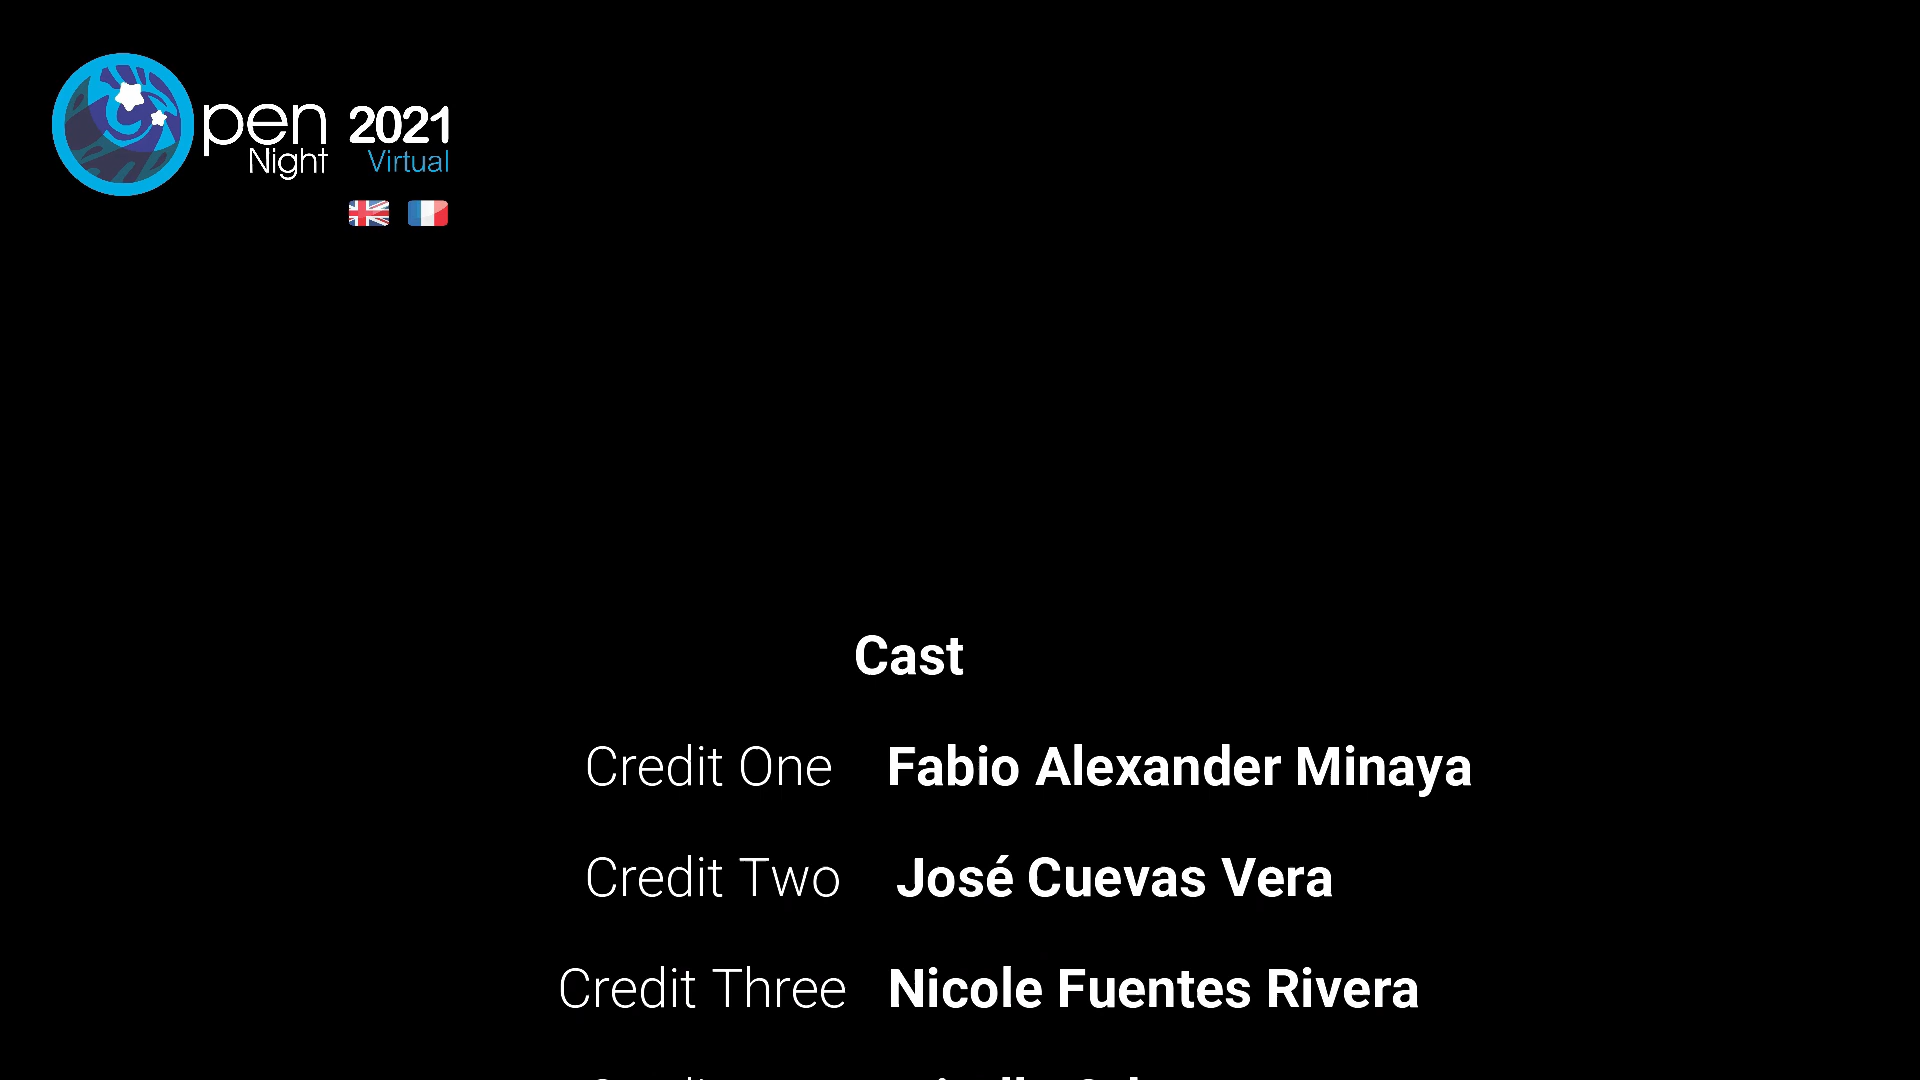 Open 2021
Night Virtual
Cast
Credit One Fabio Alexander Minaya
Credit Two José Cuevas Vera
Credit Three Nicole Fuentes Rivera